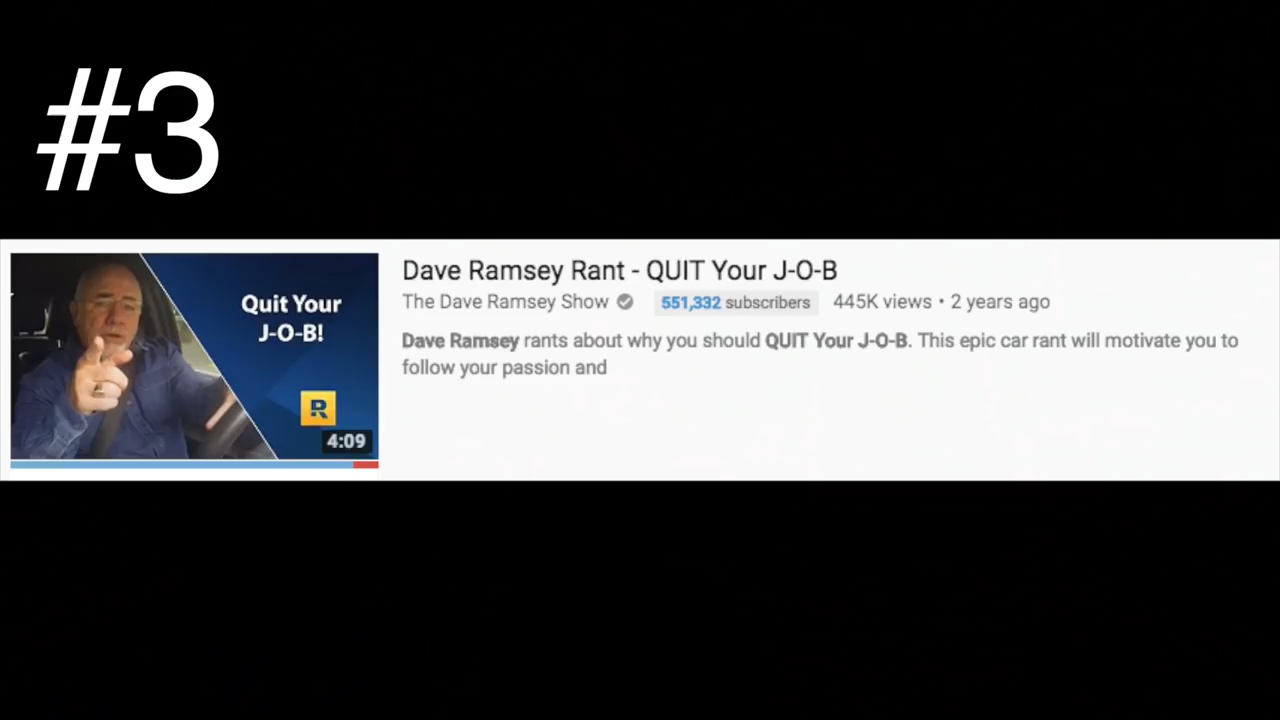 #3
Quit Your
J-O-B!
R
4:09
Dave Ramsey Rant - QUIT Your J-O-B
The Dave Ramsey Show 551,332 subscribers 445K views • 2 years ago
Dave Ramsey rants about why you should QUIT Your J-O-B. This epic car rant will motivate you to
follow your passion and